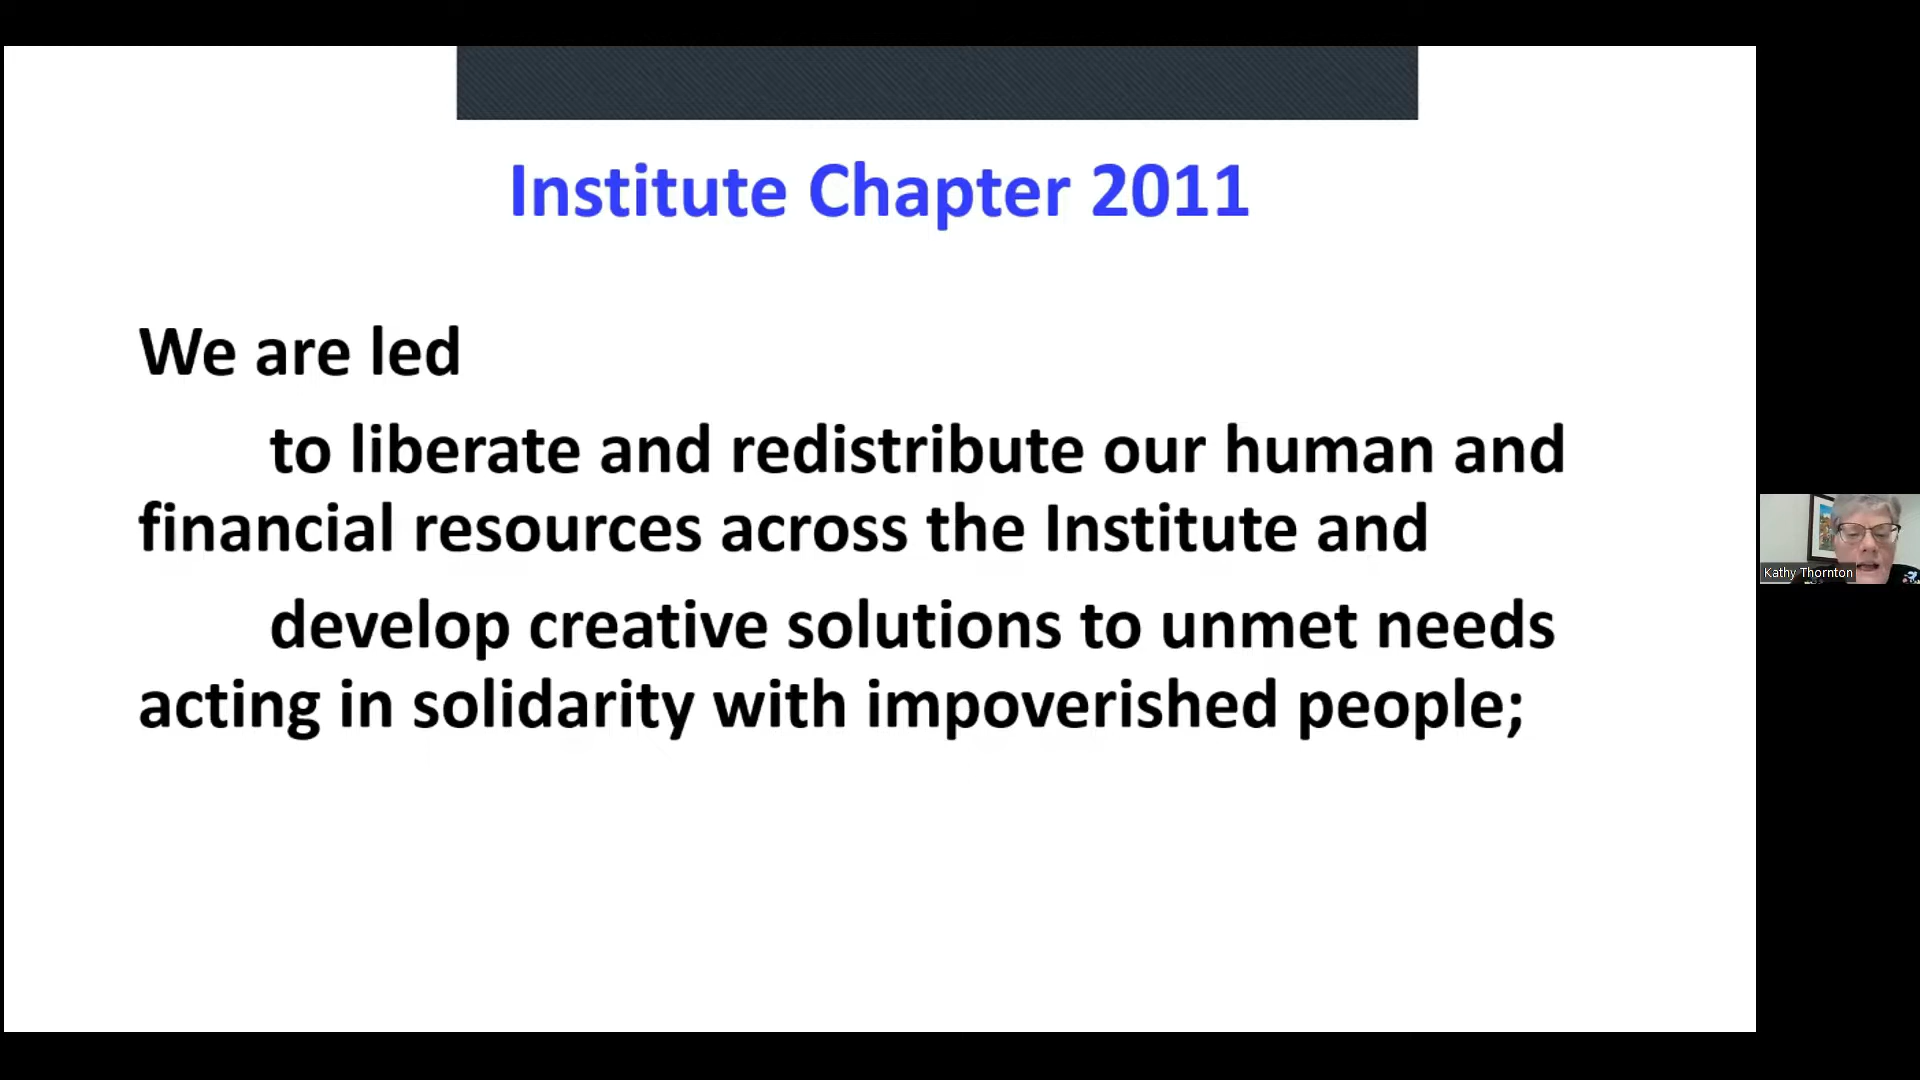 Institute Chapter 2011
We are led
to liberate and redistribute our human and
financial resources across the Institute and
develop creative solutions to unmet needs
acting in solidarity with impoverished people;
Kathy Thornton